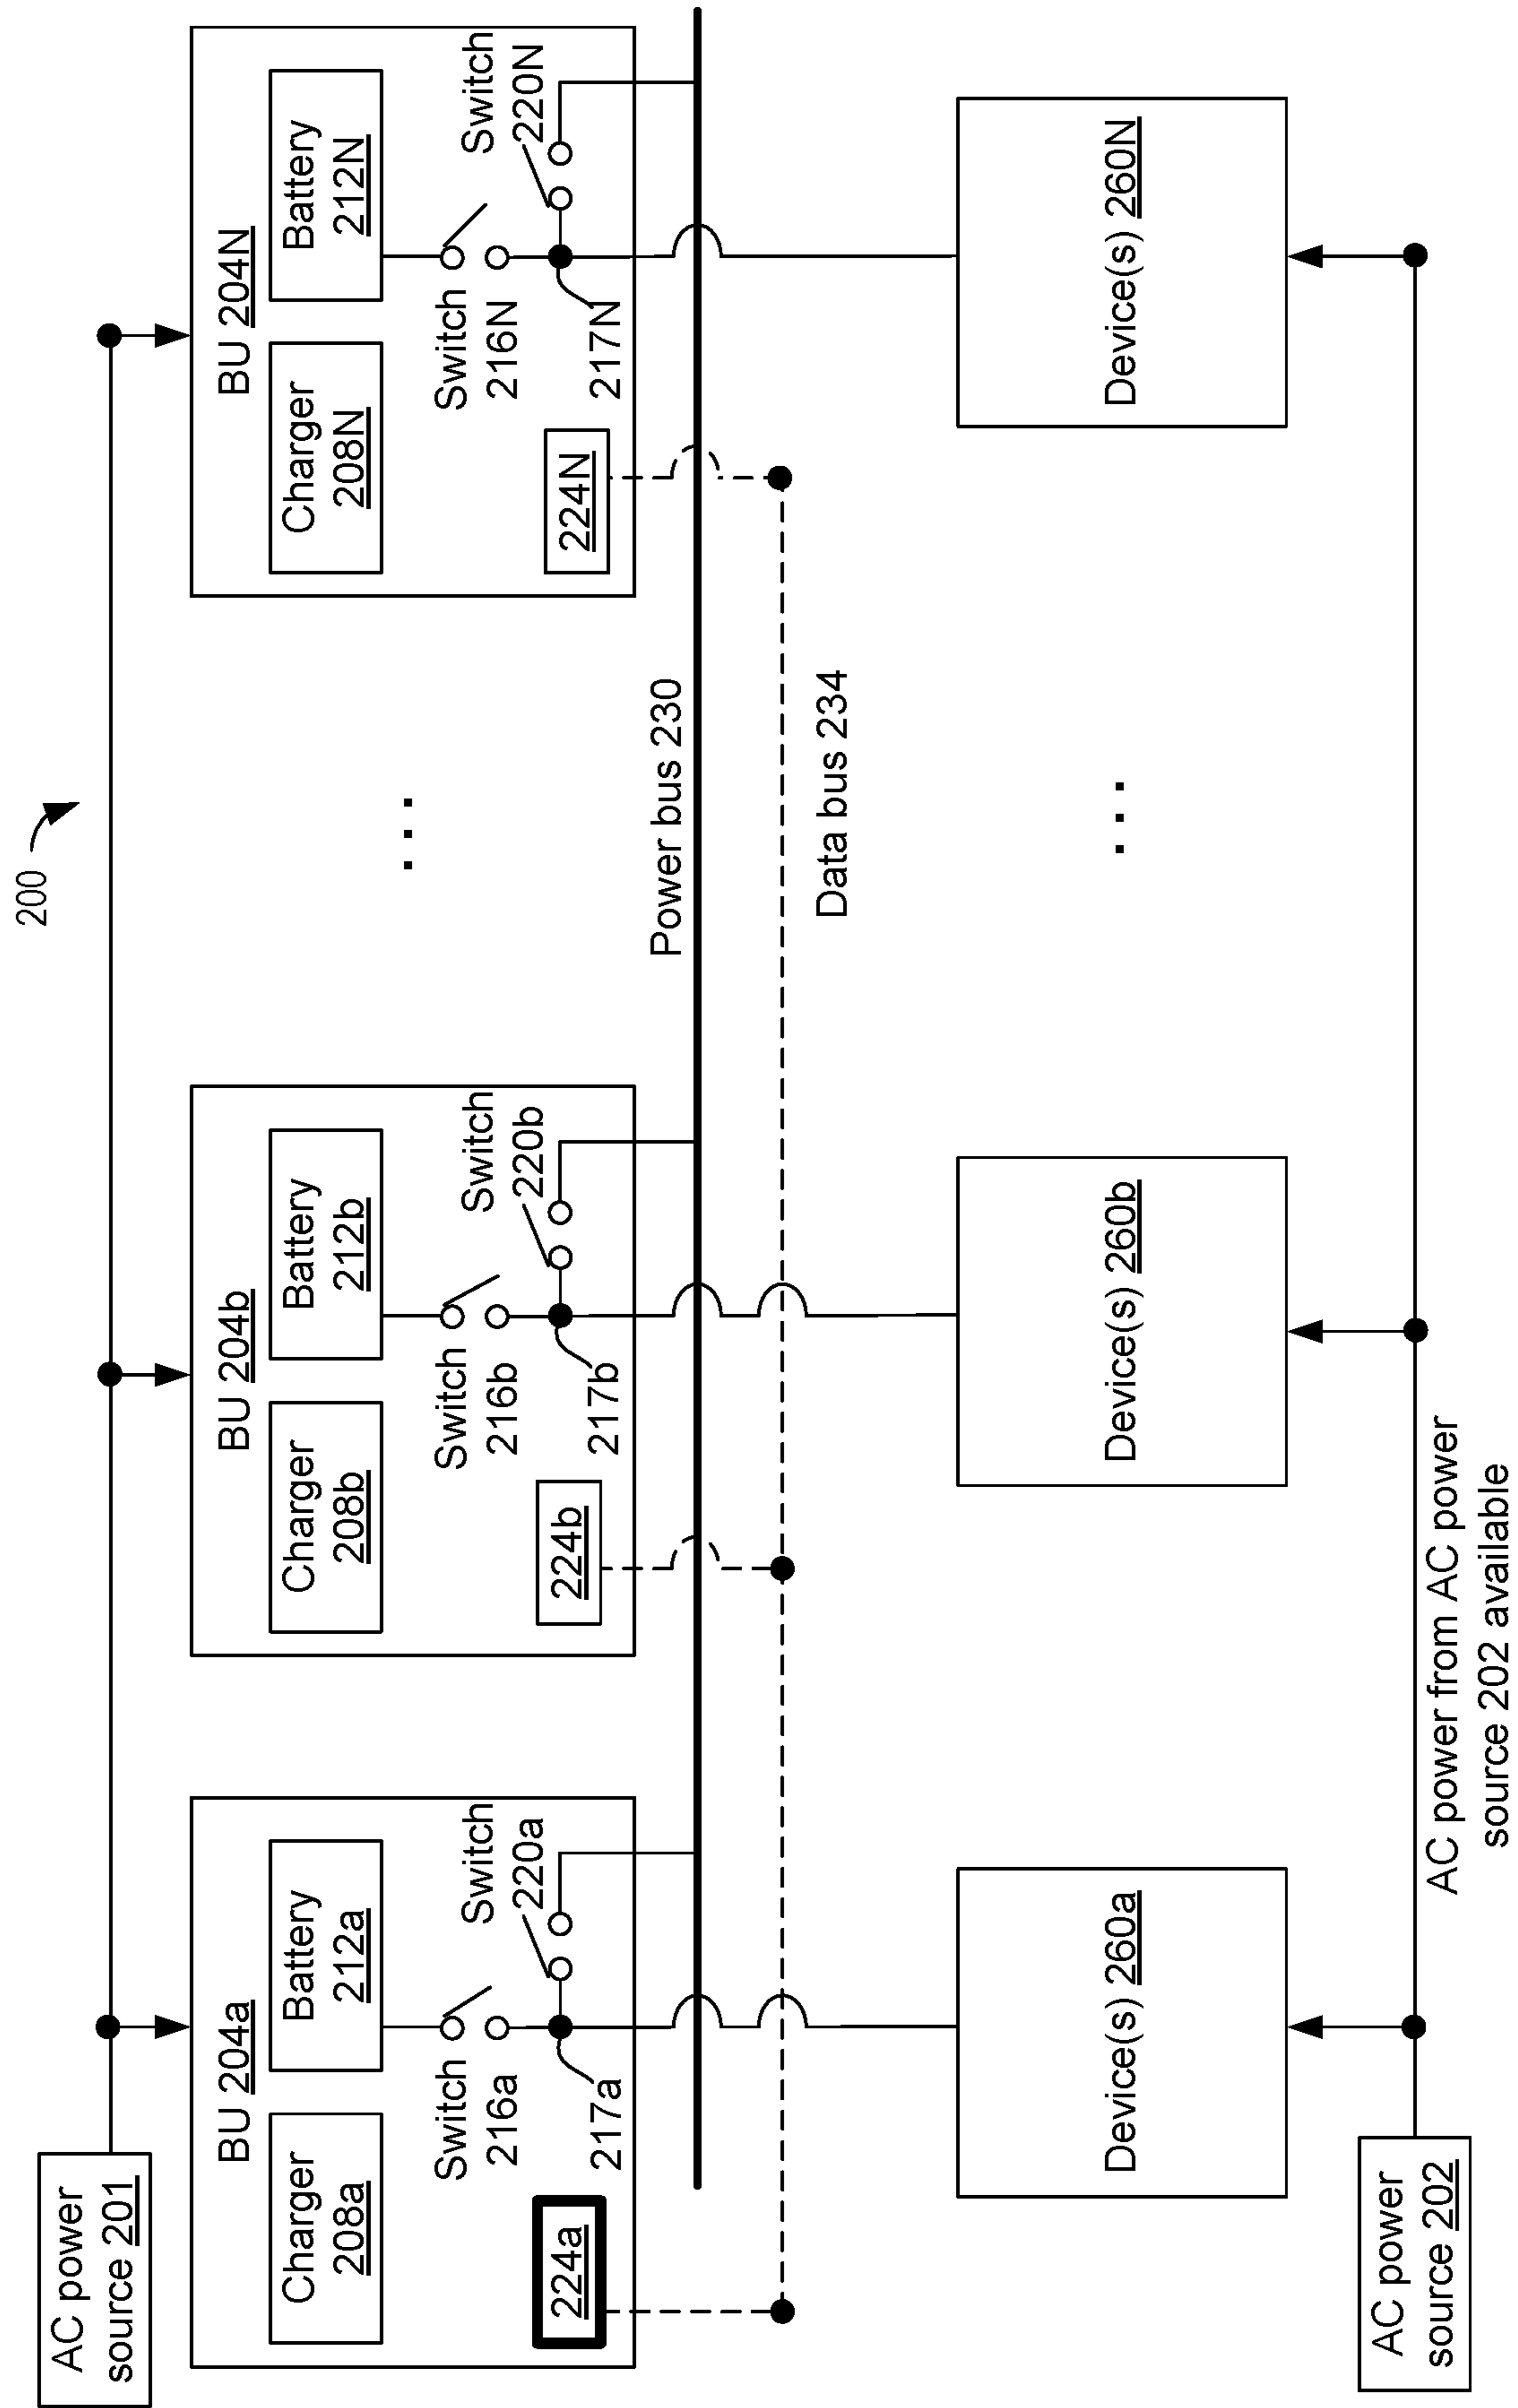 200
AC power
source 201
BU 204a
Charger
208a
Battery
212a
Switch
216a
Switch
220a
217a
224a
BU 204b
Charger
208b
Battery
212b
Switch
216b
Switch
220b
217b
224b
. . .
BU 204N
Charger
208N
Battery
212N
Switch
216N
Switch
220N
217N
224N
Power bus 230
Data bus 234
Device(s) 260a
Device(s) 260b
. . .
Device(s) 260N
AC power
source 202
AC power from AC power
source 202 available